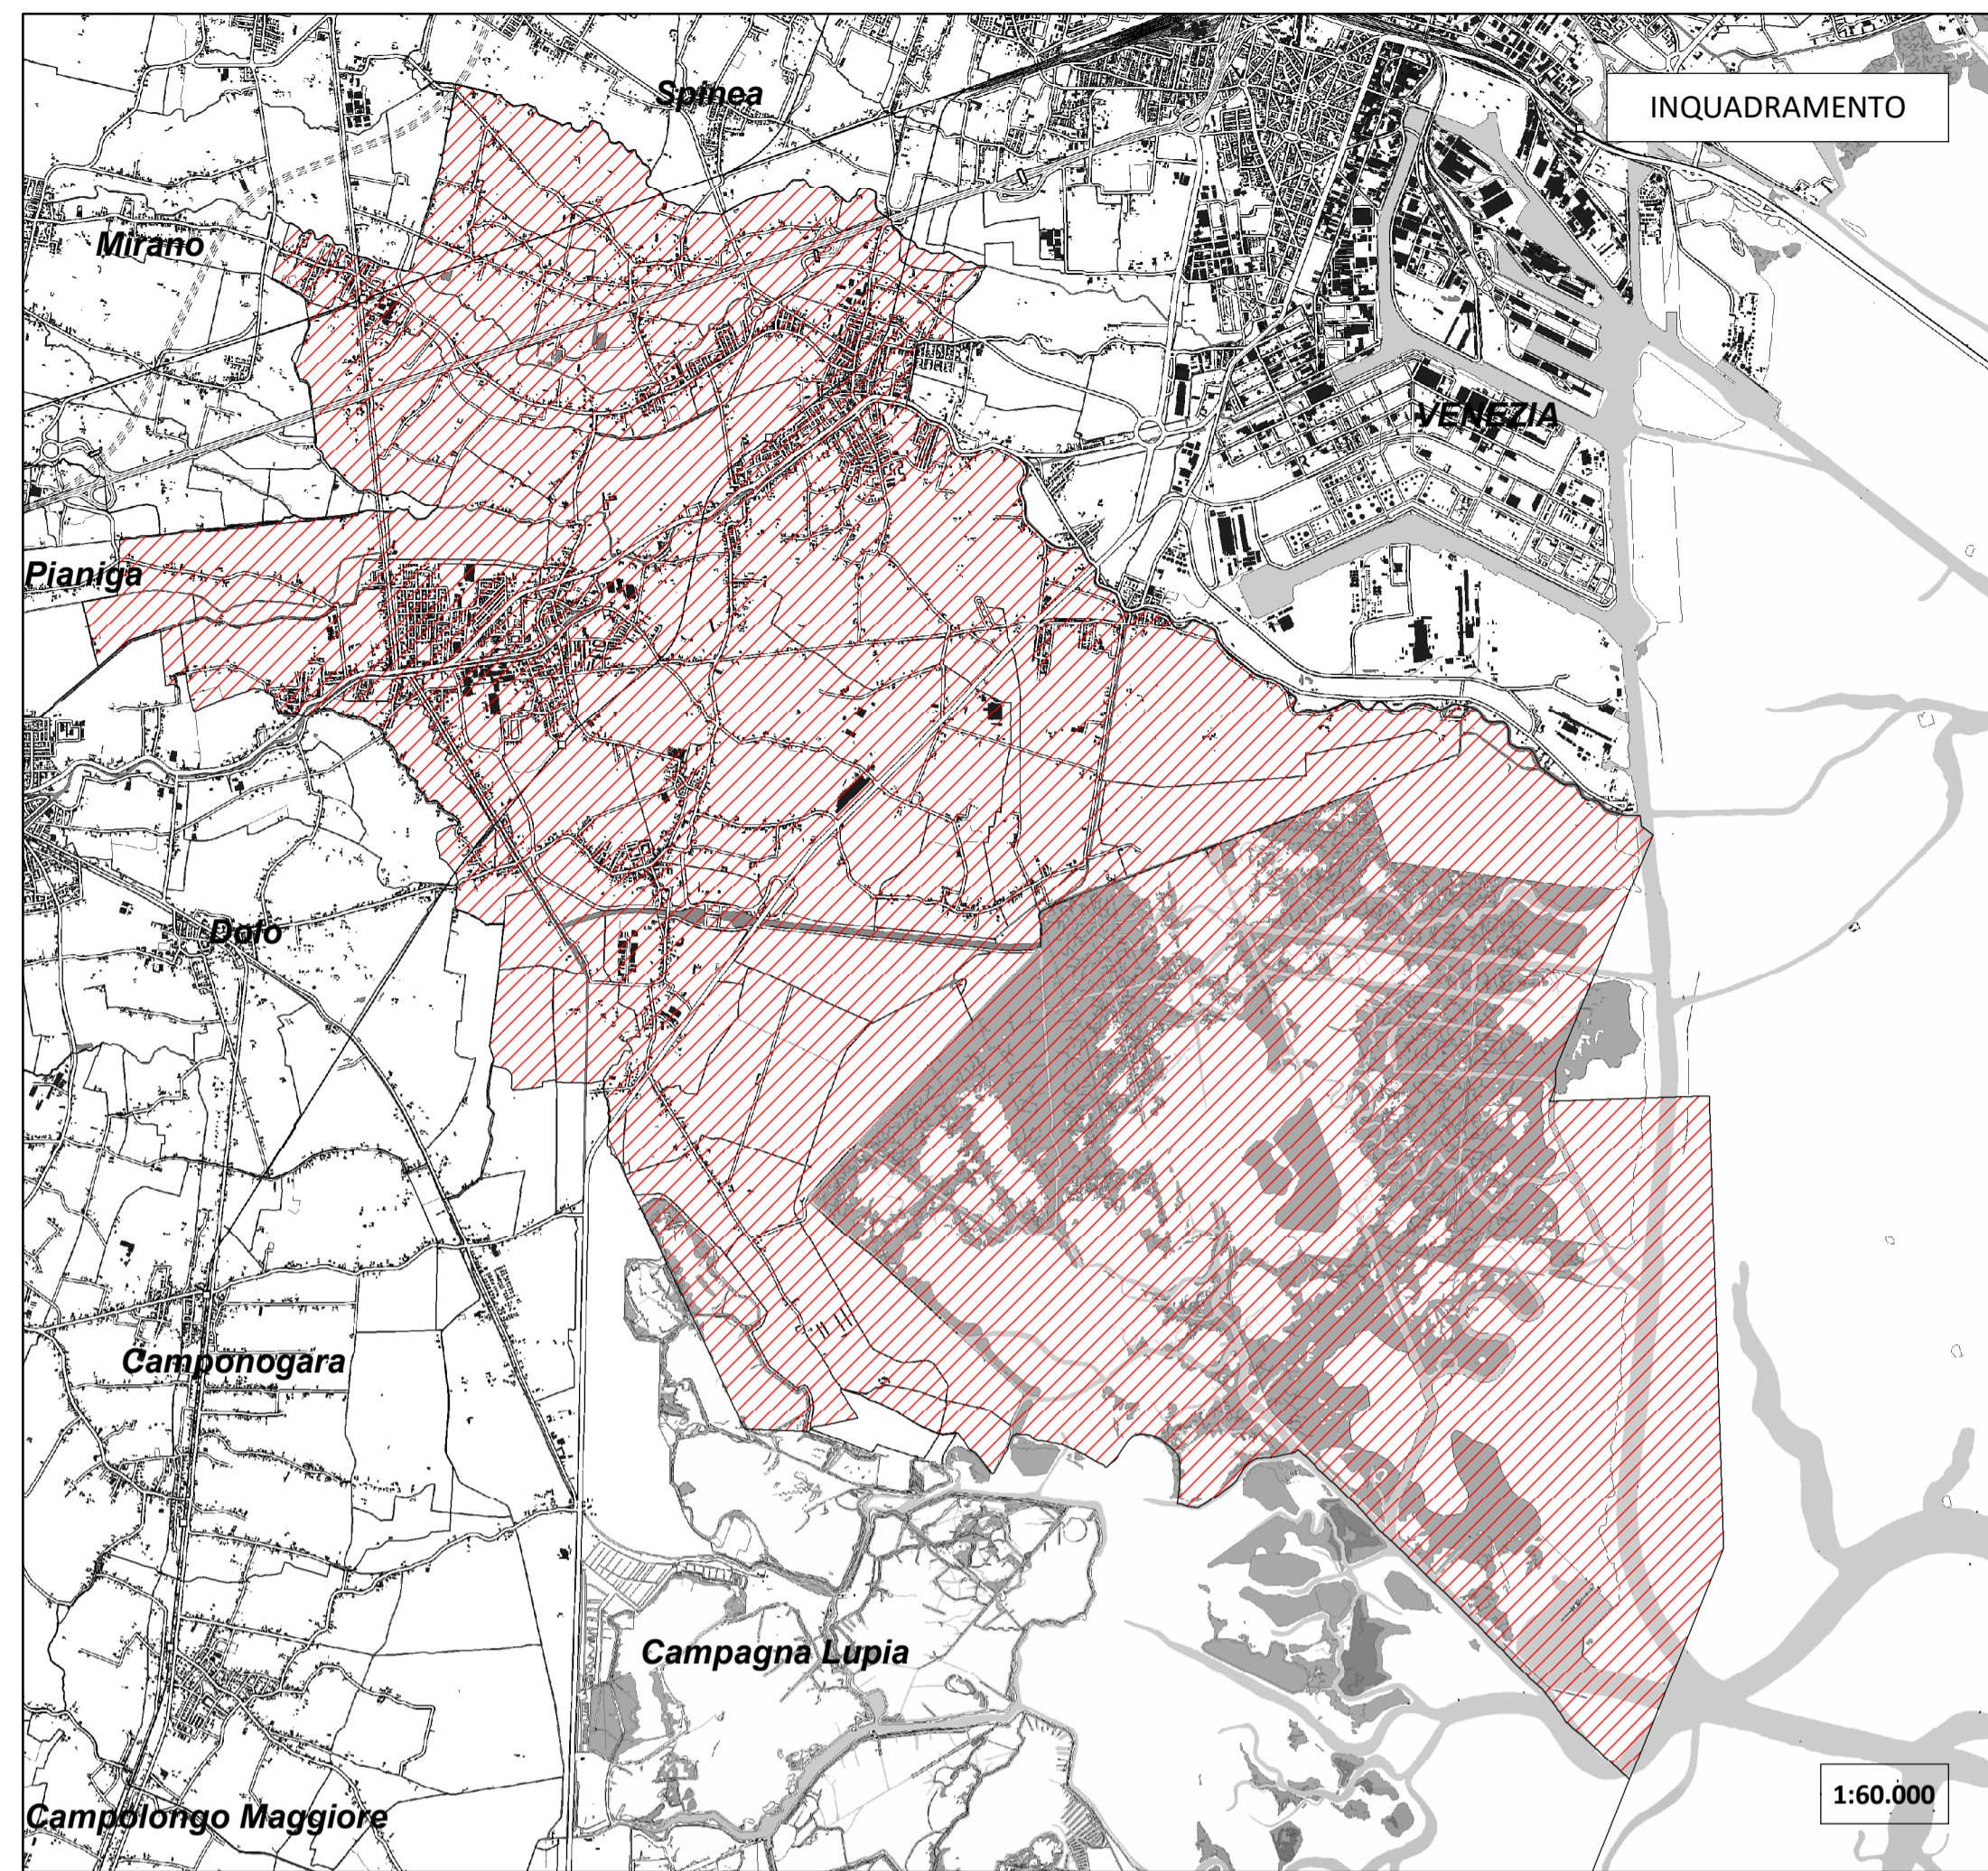 Spinea
INQUADRAMENTO
Mirano
VENEZIA
Pianiga
Dolo
Camponogara
Campagna Lupia
1:60.000
Campolongo Maggiore